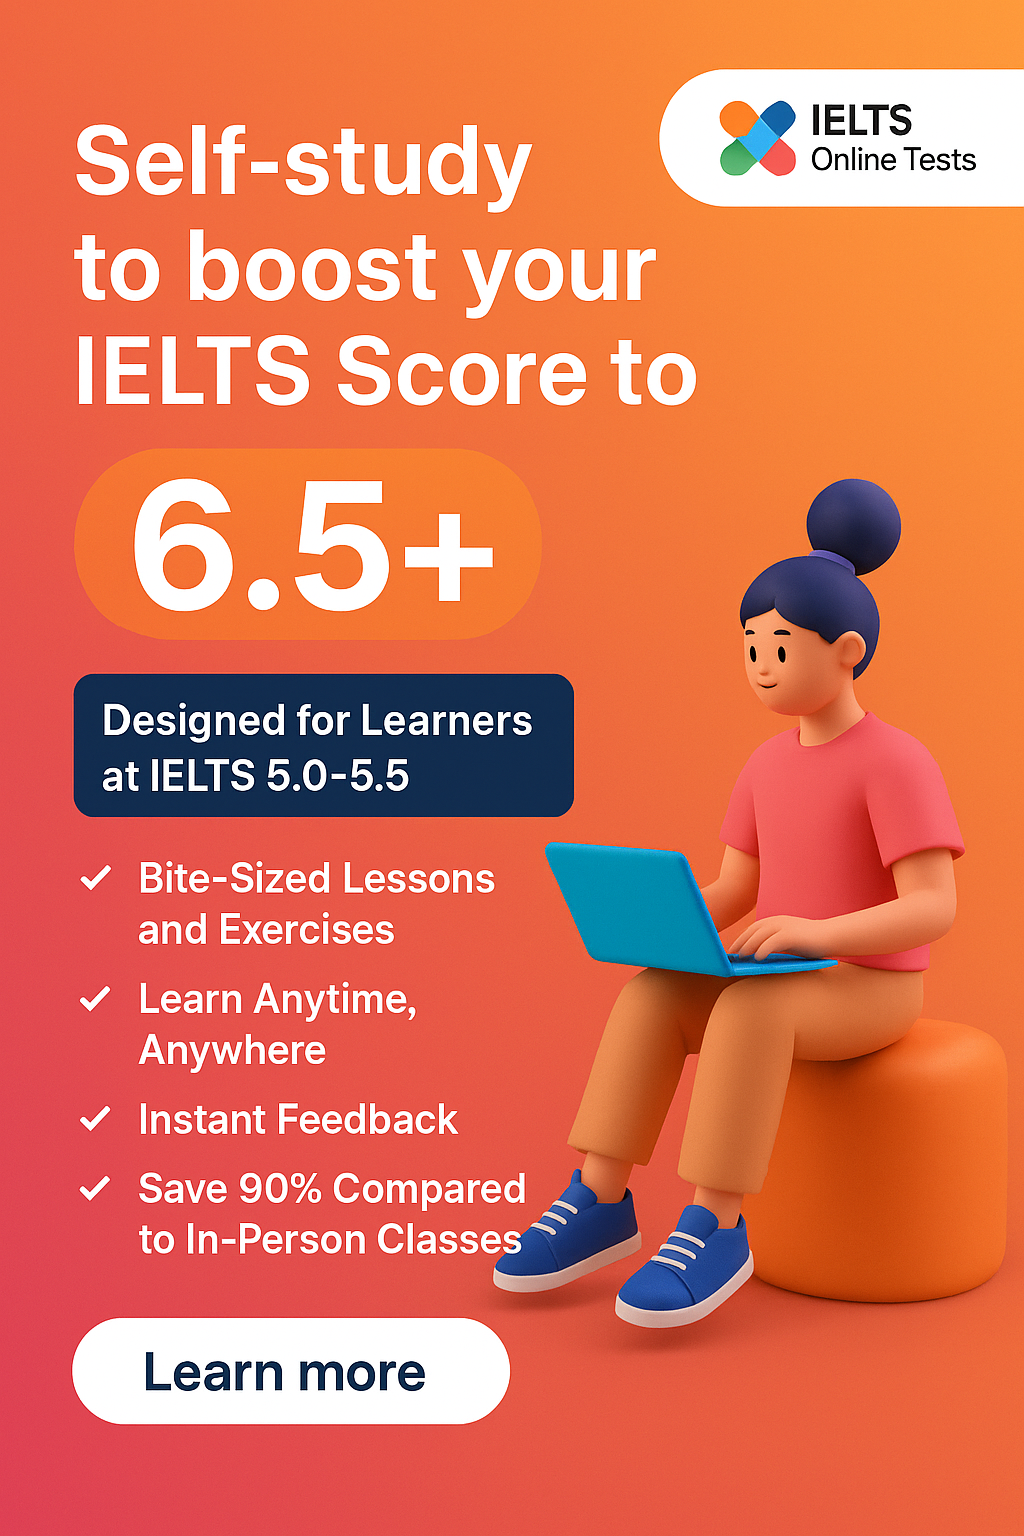 IELTS
Online Tests
Self-study
to boost your
IELTS Score to
6.5+
Designed for Learners
at IELTS 5.0-5.5
Bite-Sized Lessons
and Exercises
Learn Anytime,
Anywhere
Instant Feedback
Save 90% Compared
to In-Person Classes
Learn more